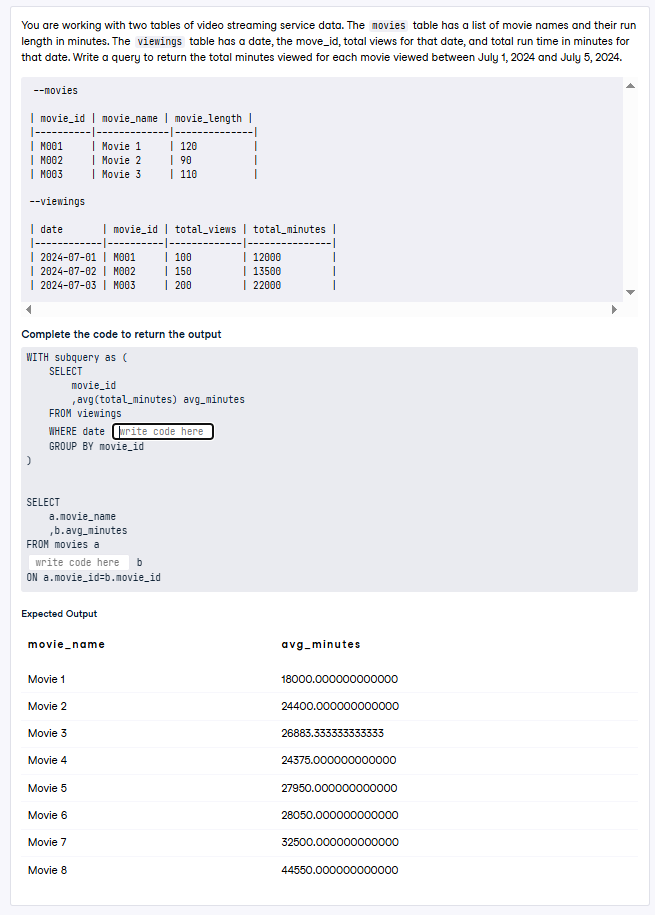 You are working with two tables of video streaming service data. The movies table has a list of movie names and their run
length in minutes. The viewings table has a date, the move_id, total views for that date, and total run time in minutes for
that date. Write a query to return the total minutes viewed for each movie viewed between July 1, 2024 and July 5, 2024.
--movies
| movie_id | movie_name | movie_length |
|----------|------------|--------------|
| M001     | Movie 1    | 120          |
| M002     | Movie 2    | 90           |
| M003     | Movie 3    | 110          |
--viewings
| date       | movie_id | total_views | total_minutes |
|------------|----------|-------------|---------------|
| 2024-07-01 | M001     | 100         | 12000         |
| 2024-07-02 | M002     | 150         | 13500         |
| 2024-07-03 | M003     | 200         | 22000         |
Complete the code to return the output
WITH subquery as (
    SELECT
        movie_id
        ,avg(total_minutes) avg_minutes
    FROM viewings
    WHERE date write code here
    GROUP BY movie_id
)
SELECT
    a.movie_name
    ,b.avg_minutes
FROM movies a
write code here b
ON a.movie_id=b.movie_id
Expected Output
movie_name avg_minutes
Movie 1 18000.000000000000
Movie 2 24400.000000000000
Movie 3 26883.333333333333
Movie 4 24375.000000000000
Movie 5 27950.000000000000
Movie 6 28050.000000000000
Movie 7 32500.000000000000
Movie 8 44550.000000000000